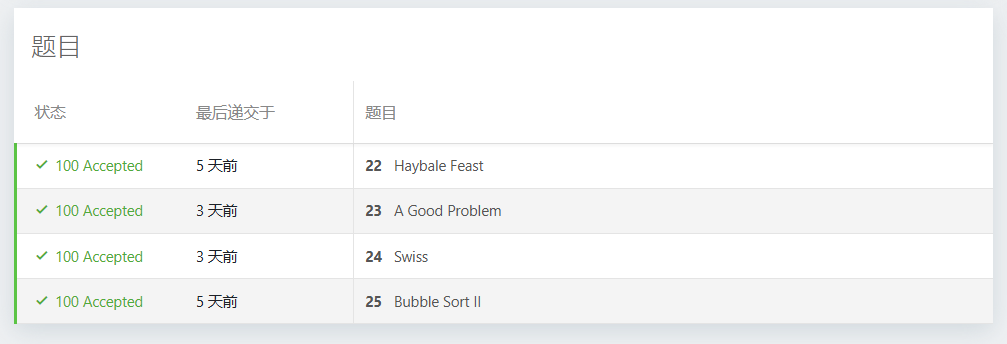 题目
状态 最后递交于 题目
100 Accepted 5 天前 22 Haybale Feast
100 Accepted 3 天前 23 A Good Problem
100 Accepted 3 天前 24 Swiss
100 Accepted 5 天前 25 Bubble Sort II